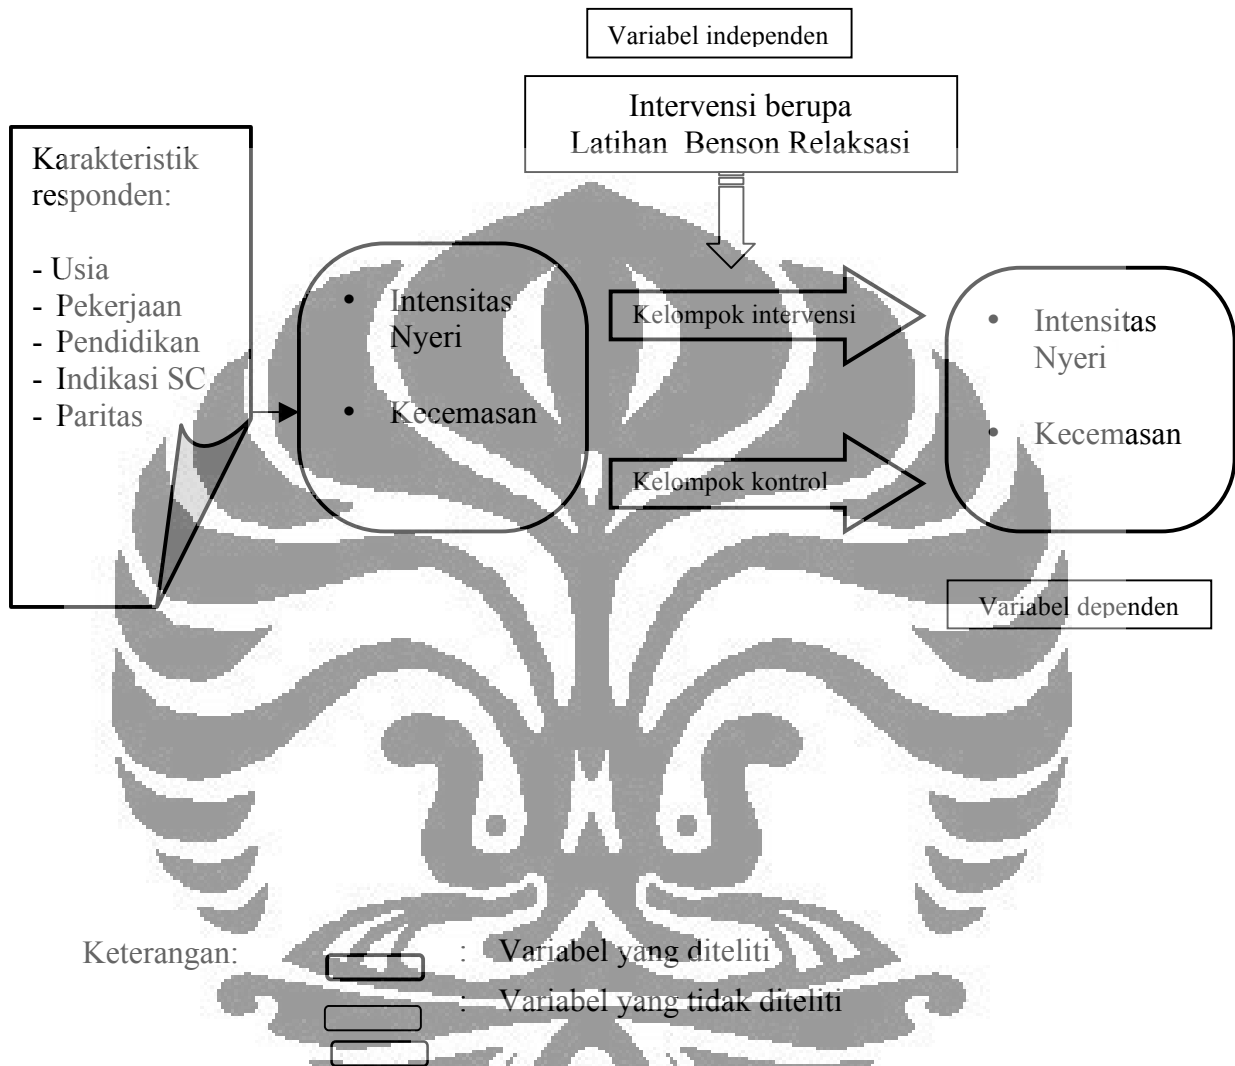 Variabel independen
Intervensi berupa
Latihan Benson Relaksasi
Karakteristik
responden:
- Usia
- Pekerjaan
- Pendidikan
- Indikasi SC
- Paritas
• Intensitas
Nyeri
• Kecemasan
Kelompok intervensi
Kelompok kontrol
• Intensitas
Nyeri
• Kecemasan
Variabel dependen
Keterangan:
: Variabel yang diteliti
: Variabel yang tidak diteliti